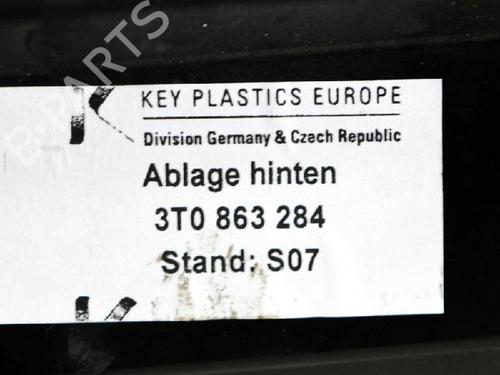 B-PARTS
KEY PLASTICS EUROPE
Division Germany & Czech Republic
Ablage hinten
3T0 863 284
Stand: S07